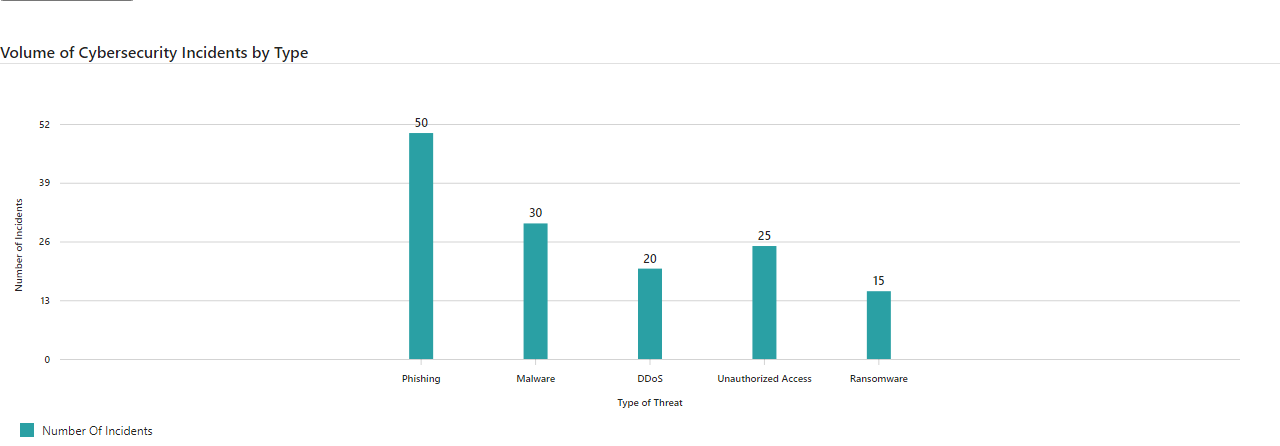 Volume of Cybersecurity Incidents by Type
52
39
26
13
0
Number of Incidents
50
30
20
25
15
Phishing
Malware
DDoS
Unauthorized Access
Ransomware
Type of Threat
Number Of Incidents